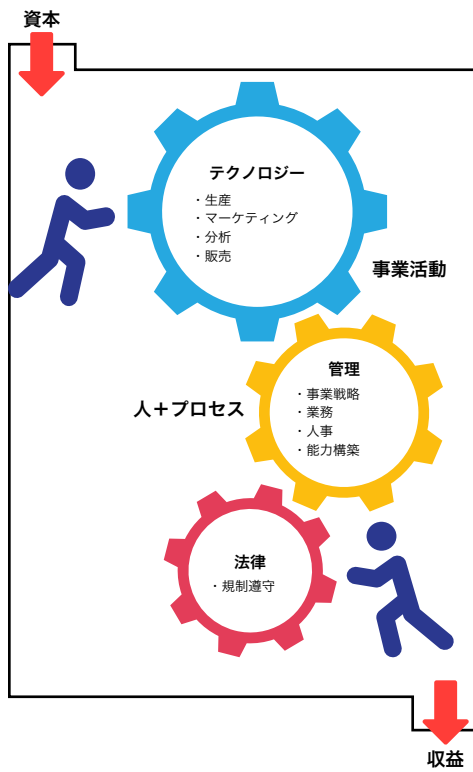 資本
テクノロジー
・生産
・マーケティング
・分析
・販売
事業活動
管理
・事業戦略
・業務
・人事
・能力構築
人＋プロセス
法律
・規制遵守
収益